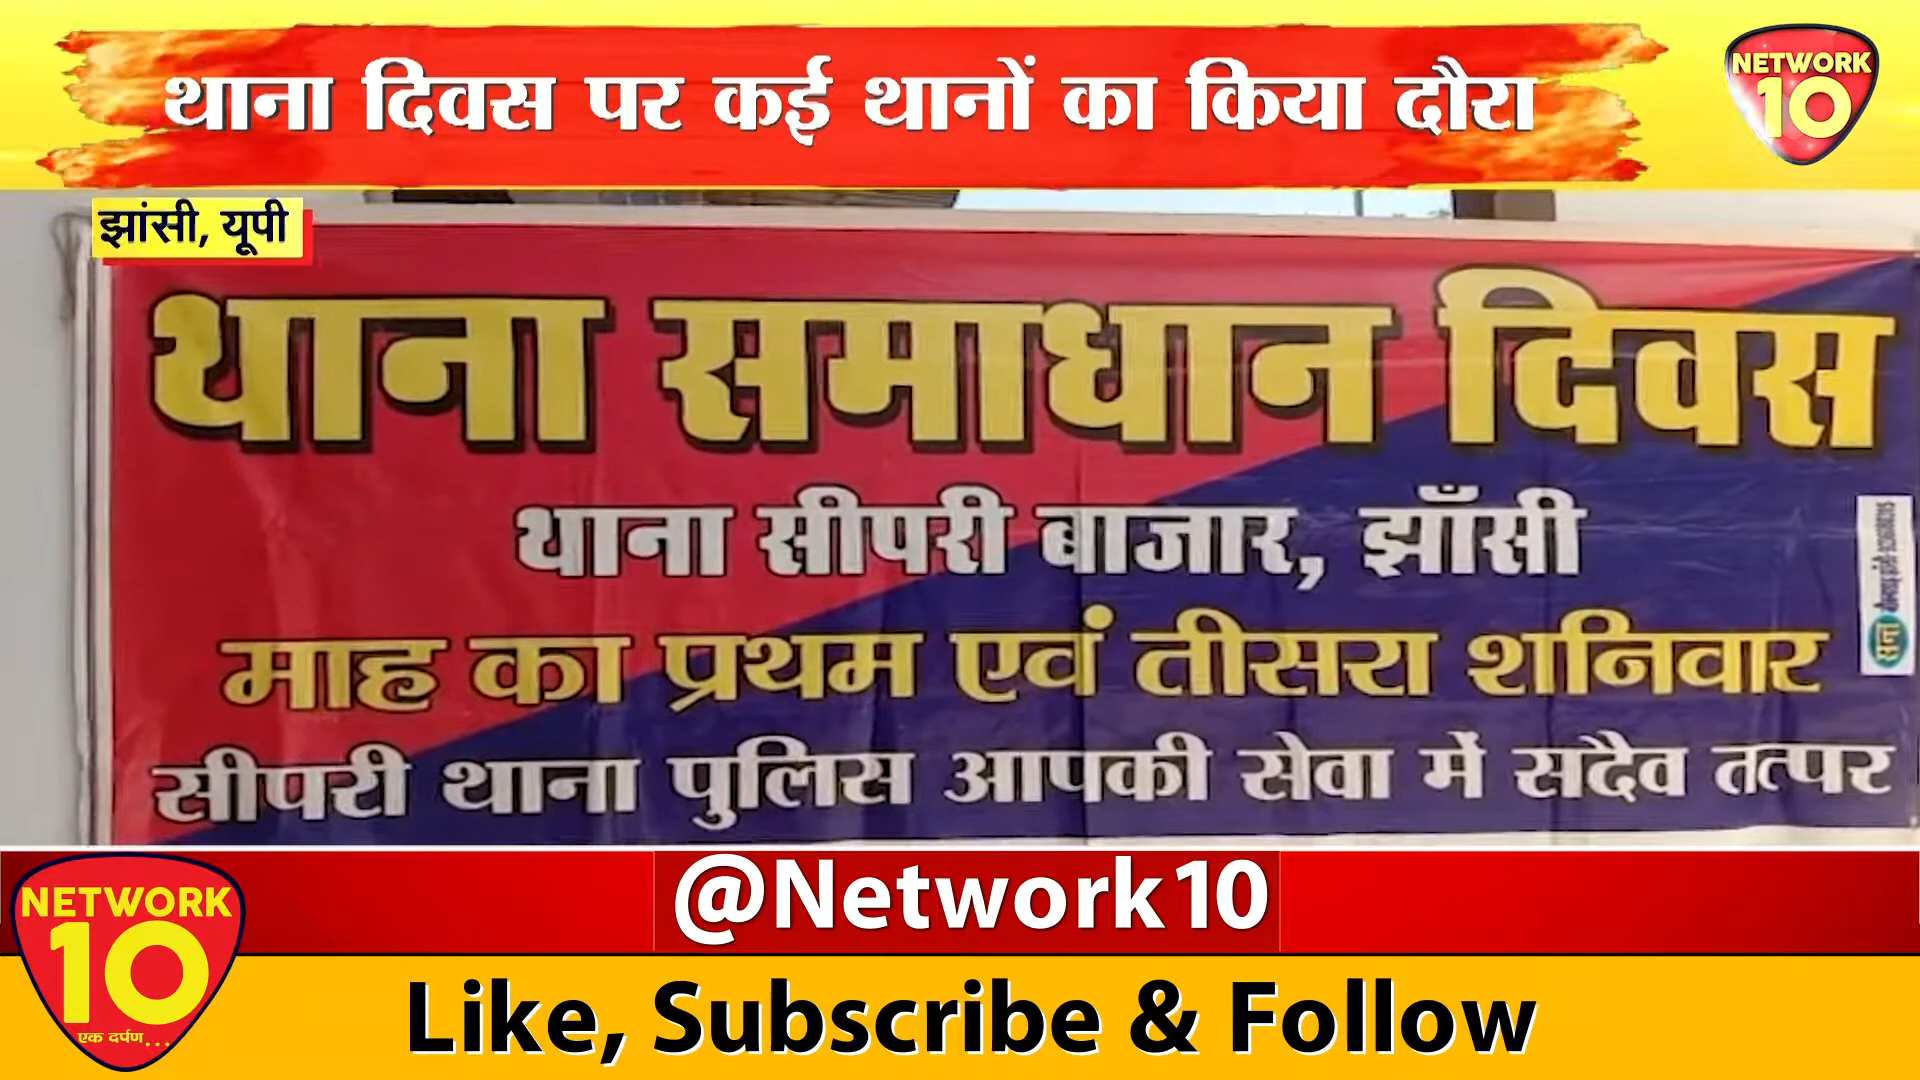 थाना दिवस पर कई थानों का किया दौरा
NETWORK
10
झांसी, यूपी
थाना समाधान दिवस
थाना सीपरी बाजार, झाँसी
माह का प्रथम एवं तीसरा शनिवार
सीपरी थाना पुलिस आपकी सेवा में सदैव तत्पर
@Network10
NETWORK
10
एक दर्पण...
Like, Subscribe & Follow